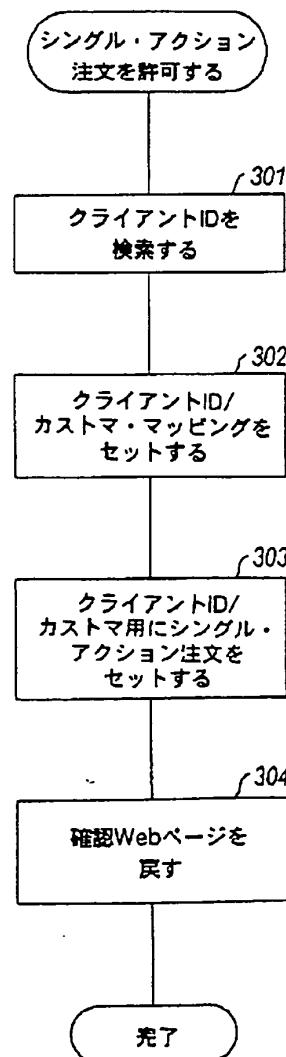 シングル・アクション
注文を許可する
301
クライアントIDを
検索する
302
クライアントID/
カストマ・マッピングを
セットする
303
クライアントID/
カストマ用にシングル・
アクション注文を
セットする
304
確認Webページを
戻す
完了